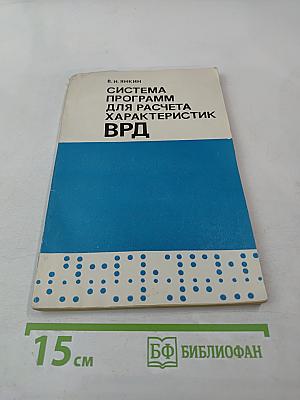 В. И. ЯНКИН
СИСТЕМА
ПРОГРАММ
ДЛЯ РАСЧЕТА
ХАРАКТЕРИСТИК
ВРД
15 см
БФ БИБЛИОФАН